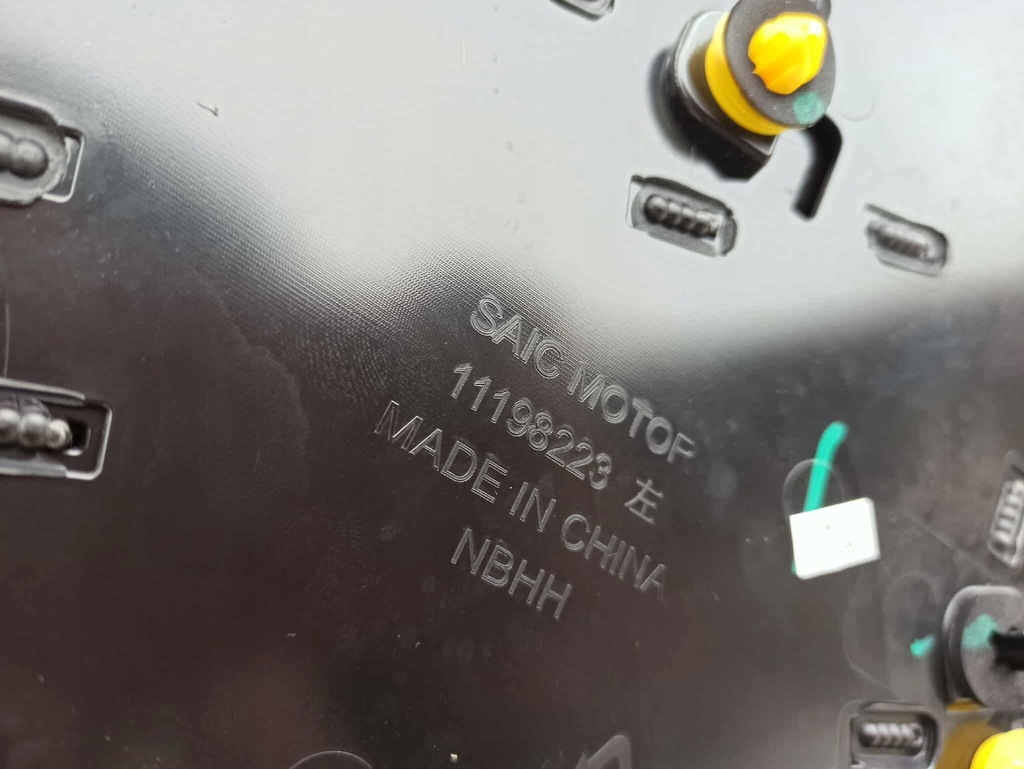 SAIC MOTOR
11198223 左
MADE IN CHINA
NBHH